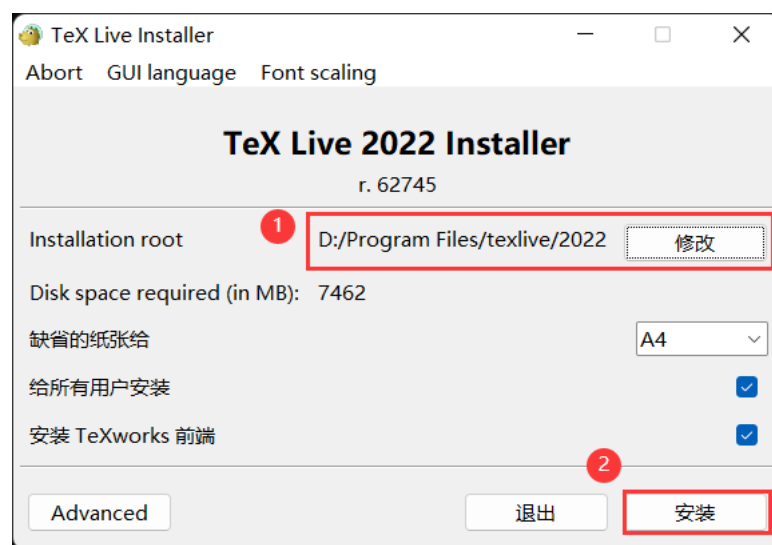 TeX Live Installer
Abort GUI language Font scaling
TeX Live 2022 Installer
r. 62745
Installation root 1 D:/Program Files/texlive/2022 修改
Disk space required (in MB): 7462
缺省的纸张给 A4
给所有用户安装
安装 TeXworks 前端
2
Advanced 退出 安装